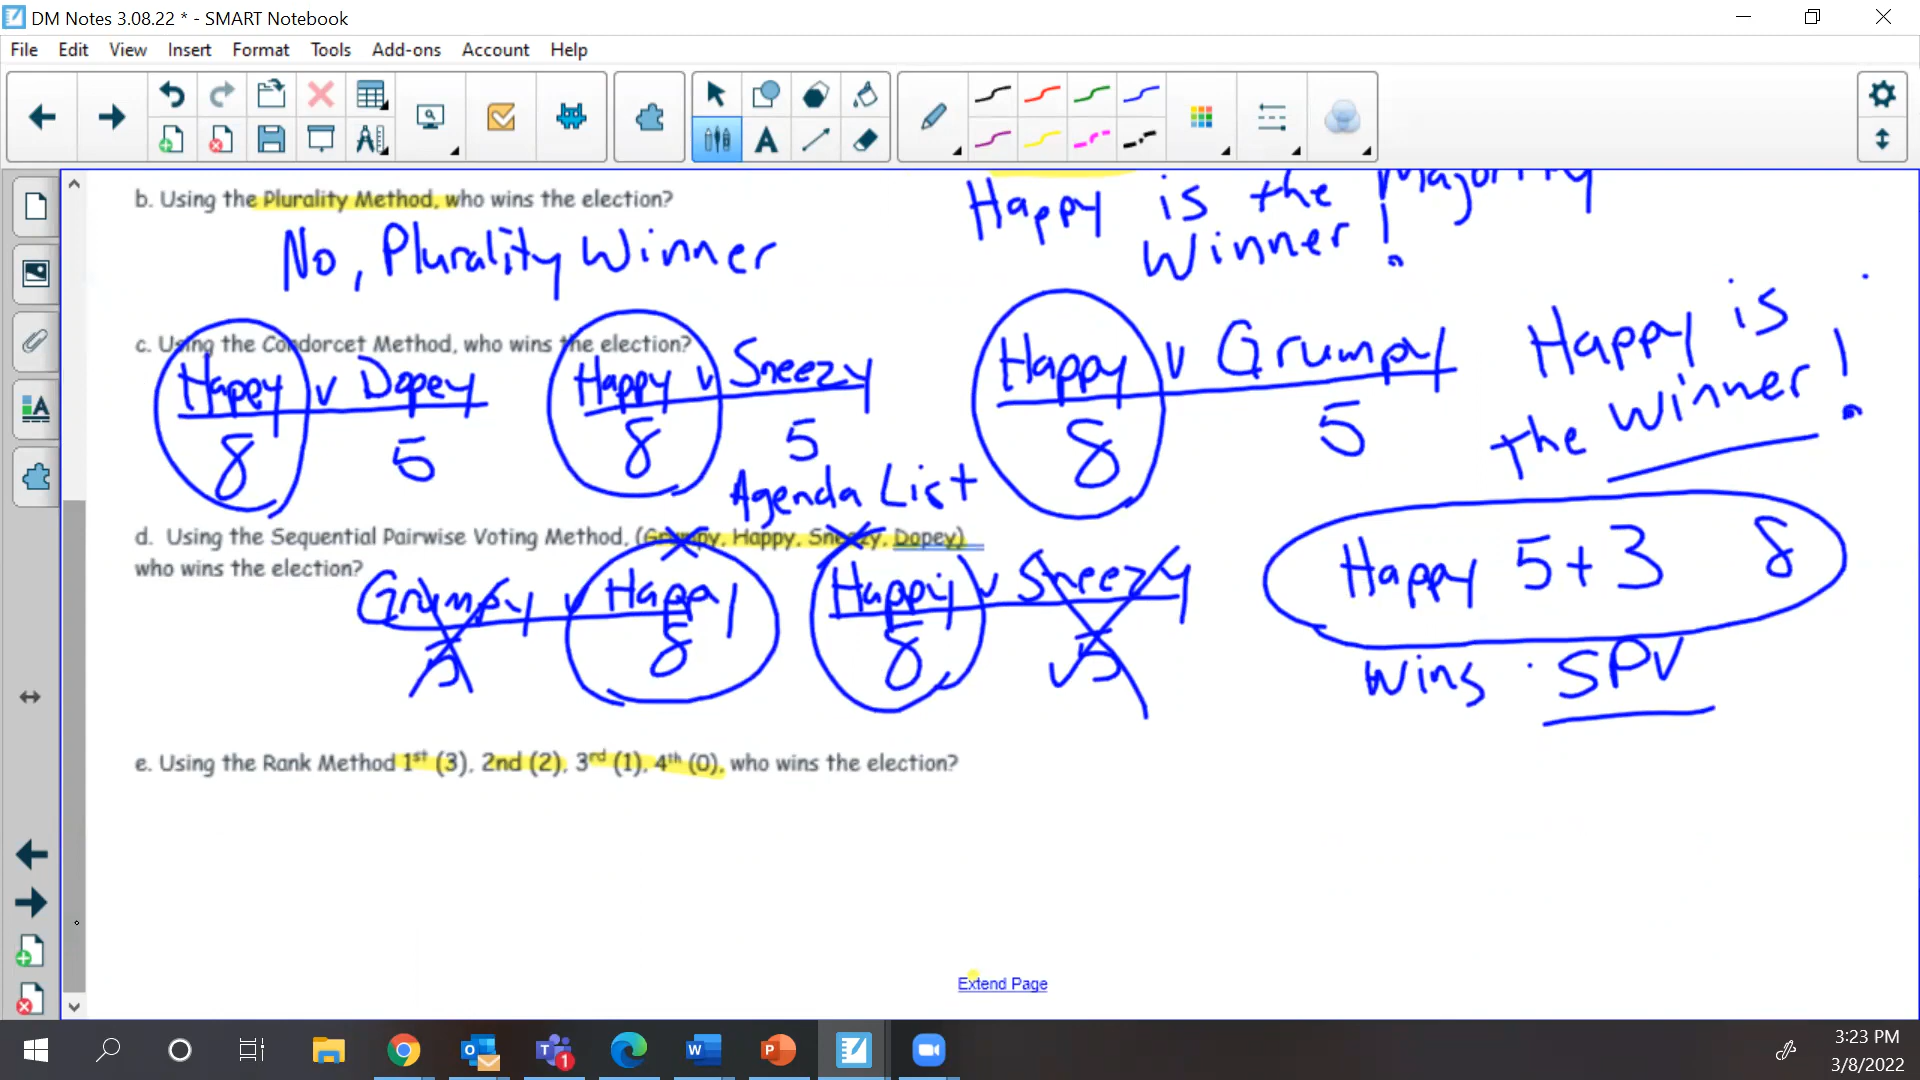 DM Notes 3.08.22 * - SMART Notebook
File Edit View Insert Format Tools Add-ons Account Help
b. Using the Plurality Method, who wins the election?
Happy is the Majority
Winner!
No, Plurality Winner
c. Using the Condorcet Method, who wins the election?
Happy v Dopey
8 5
Happy v Sneezy
8 5
Happy v Grumpy
8 5
Happy is
the Winner!
Agenda List
d. Using the Sequential Pairwise Voting Method, (Grumpy, Happy, Sneezy, Dopey)
who wins the election?
Grumpy v Happy
5 8
Happy v Sneezy
8 5
Happy 5+3 8
Wins SPV
e. Using the Rank Method 1st (3), 2nd (2), 3rd (1), 4th (0), who wins the election?
Extend Page
1
3:23 PM
3/8/2022